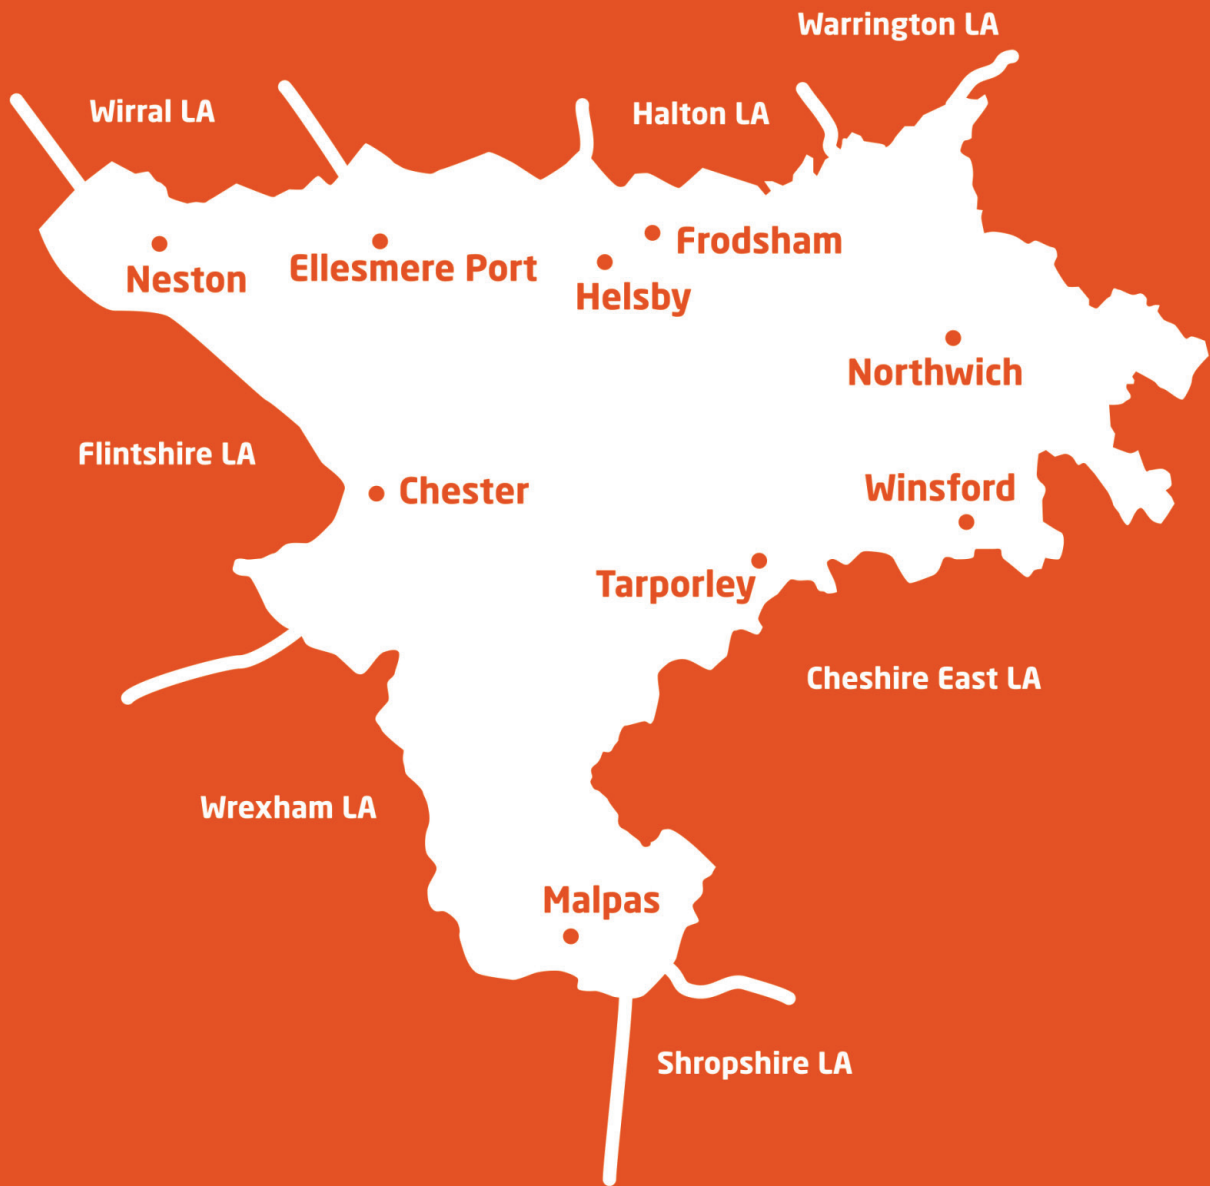 Warrington LA
Wirral LA
Halton LA
Frodsham
Ellesmere Port
Neston
Helsby
Northwich
Flintshire LA
Chester
Winsford
Tarporley
Cheshire East LA
Wrexham LA
Malpas
Shropshire LA